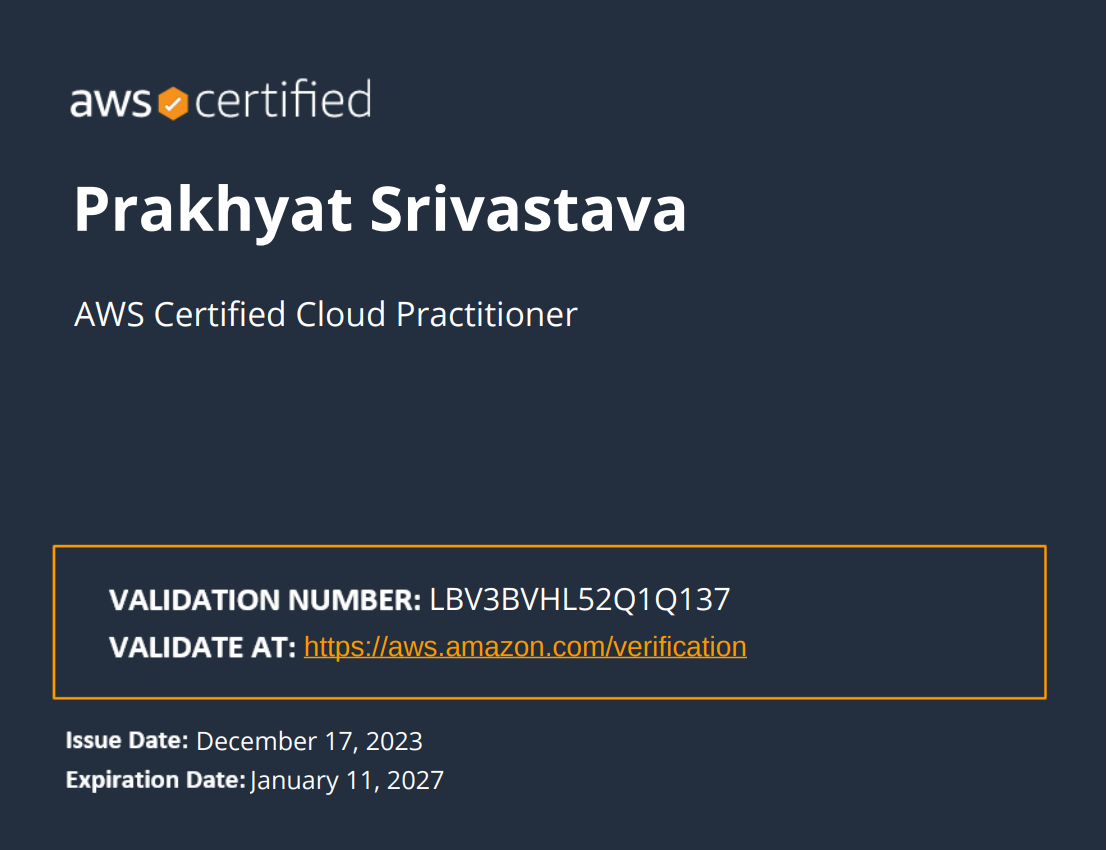 aws certified
Prakhyat Srivastava
AWS Certified Cloud Practitioner
VALIDATION NUMBER: LBV3BVHL52Q1Q137
VALIDATE AT: https://aws.amazon.com/verification
Issue Date: December 17, 2023
Expiration Date: January 11, 2027